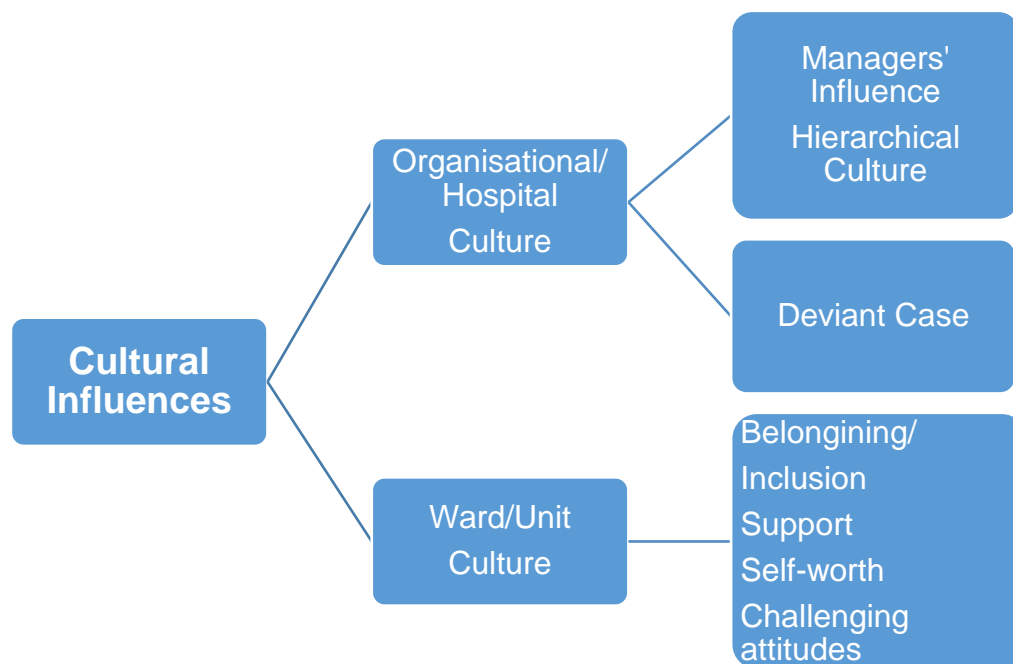 Cultural
Influences
Organisational/
Hospital
Culture
Ward/Unit
Culture
Managers'
Influence
Hierarchical
Culture
Deviant Case
Belongining/
Inclusion
Support
Self-worth
Challenging
attitudes